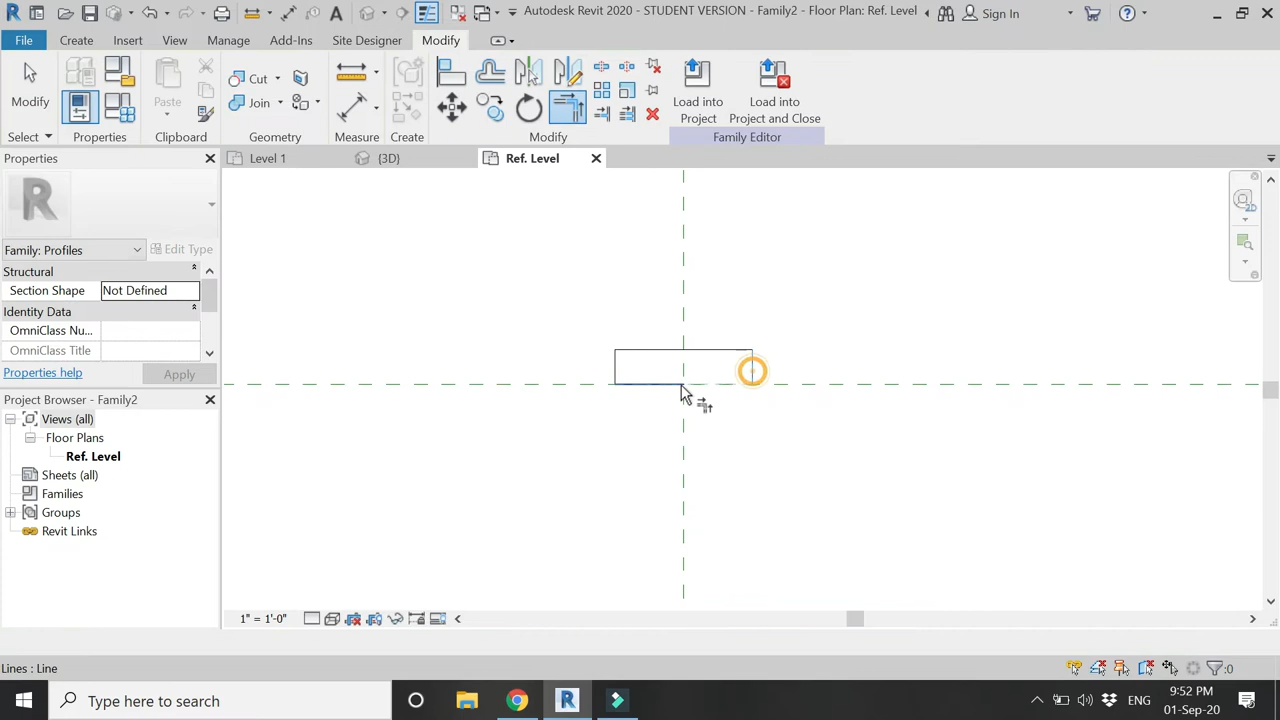 Autodesk Revit 2020 - STUDENT VERSION - Family2 - Floor Plan: Ref. Level
Sign In
File
Create
Insert
View
Manage
Add-Ins
Site Designer
Modify
Modify
Paste
Cut
Join
Load into
Project
Load into
Project and Close
Select
Properties
Clipboard
Geometry
Measure
Create
Modify
Family Editor
Properties
Level 1
{3D}
Ref. Level
Family: Profiles
Edit Type
Structural
Section Shape
Not Defined
Identity Data
OmniClass Nu...
OmniClass Title
Properties help
Apply
Project Browser - Family2
Views (all)
Floor Plans
Ref. Level
Sheets (all)
Families
Groups
Revit Links
2D
1" = 1'-0"
Lines : Line
:0
Type here to search
ENG
9:52 PM
01-Sep-20